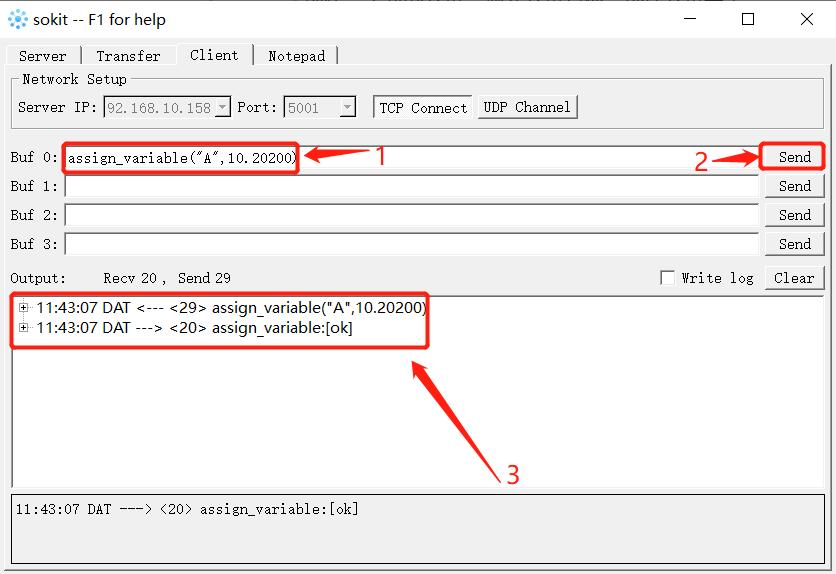 sokit -- F1 for help
Server Transfer Client Notepad
Network Setup
Server IP: 92.168.10.158 Port: 5001 TCP Connect UDP Channel
Buf 0: assign_variable("A",10.20200) 1 2 Send
Buf 1: Send
Buf 2: Send
Buf 3: Send
Output: Recv 20 , Send 29 Write log Clear
11:43:07 DAT <--- <29> assign_variable("A",10.20200)
11:43:07 DAT ---> <20> assign_variable:[ok]
3
11:43:07 DAT ---> <20> assign_variable:[ok]